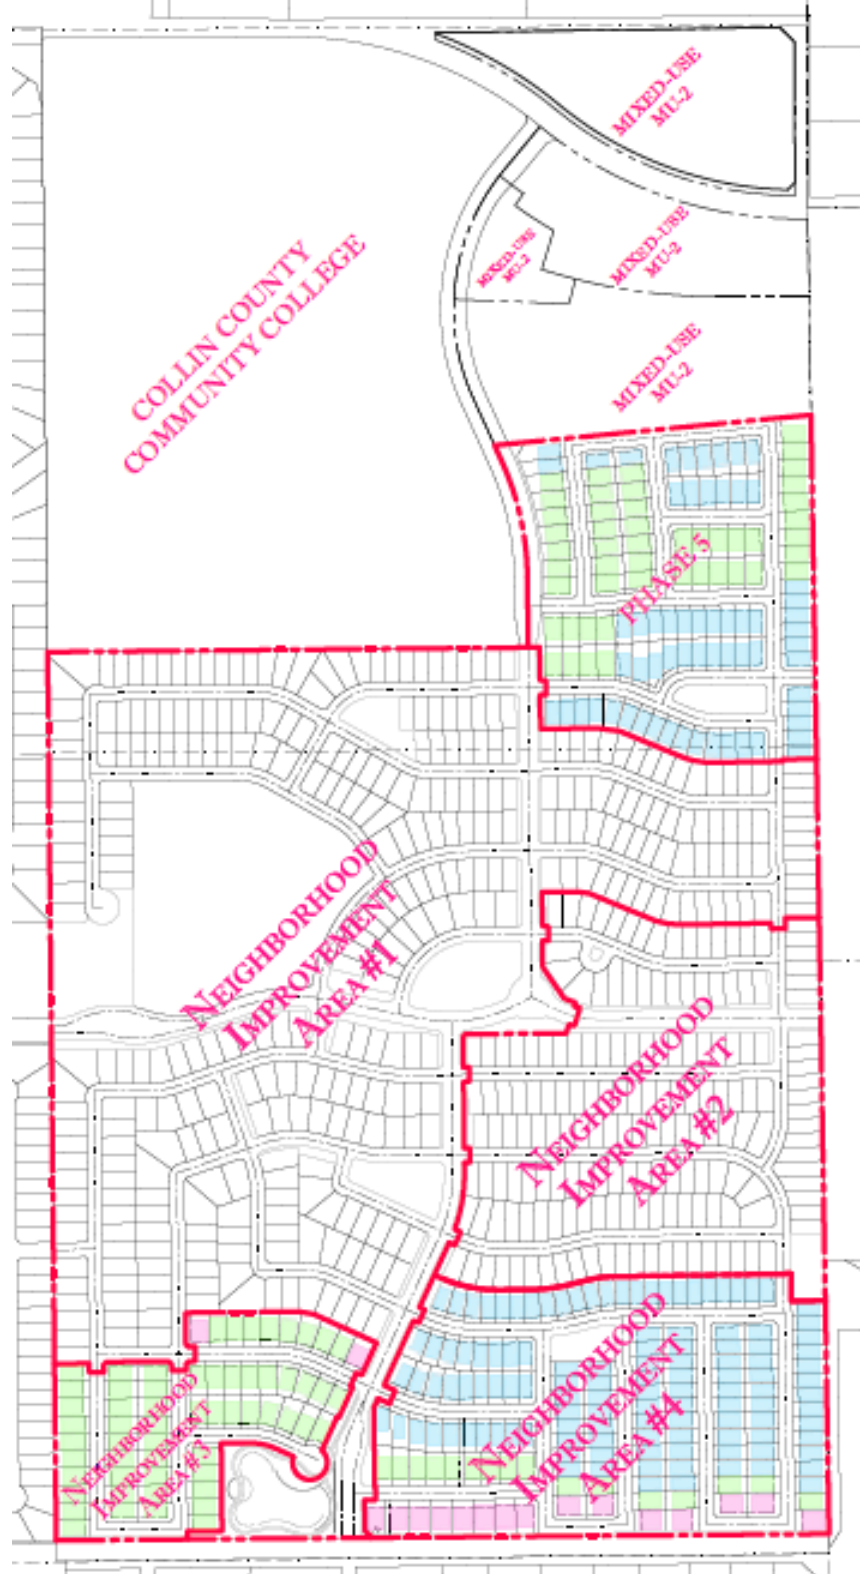 MIXED-USE
MU-2
MIXED-USE
MU-2
MIXED-USE
MU-2
COLLIN COUNTY
COMMUNITY COLLEGE
MIXED-USE
MU-2
PHASE 5
NEIGHBORHOOD
IMPROVEMENT
AREA #1
NEIGHBORHOOD
IMPROVEMENT
AREA #2
NEIGHBORHOOD
IMPROVEMENT
AREA #4
NEIGHBORHOOD
IMPROVEMENT
AREA #3